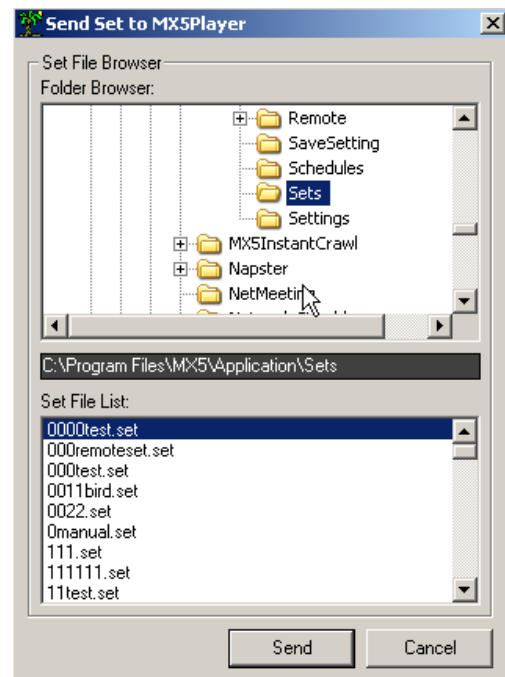 Send Set to MX5Player
Set File Browser
Folder Browser:
Remote
SaveSetting
Schedules
Sets
Settings
MX5InstantCrawl
Napster
NetMeeting
C:\Program Files\MX5\Application\Sets
Set File List:
0000test.set
000remoteset.set
000test.set
0011bird.set
0022.set
0manual.set
111.set
111111.set
11test.set
Send
Cancel